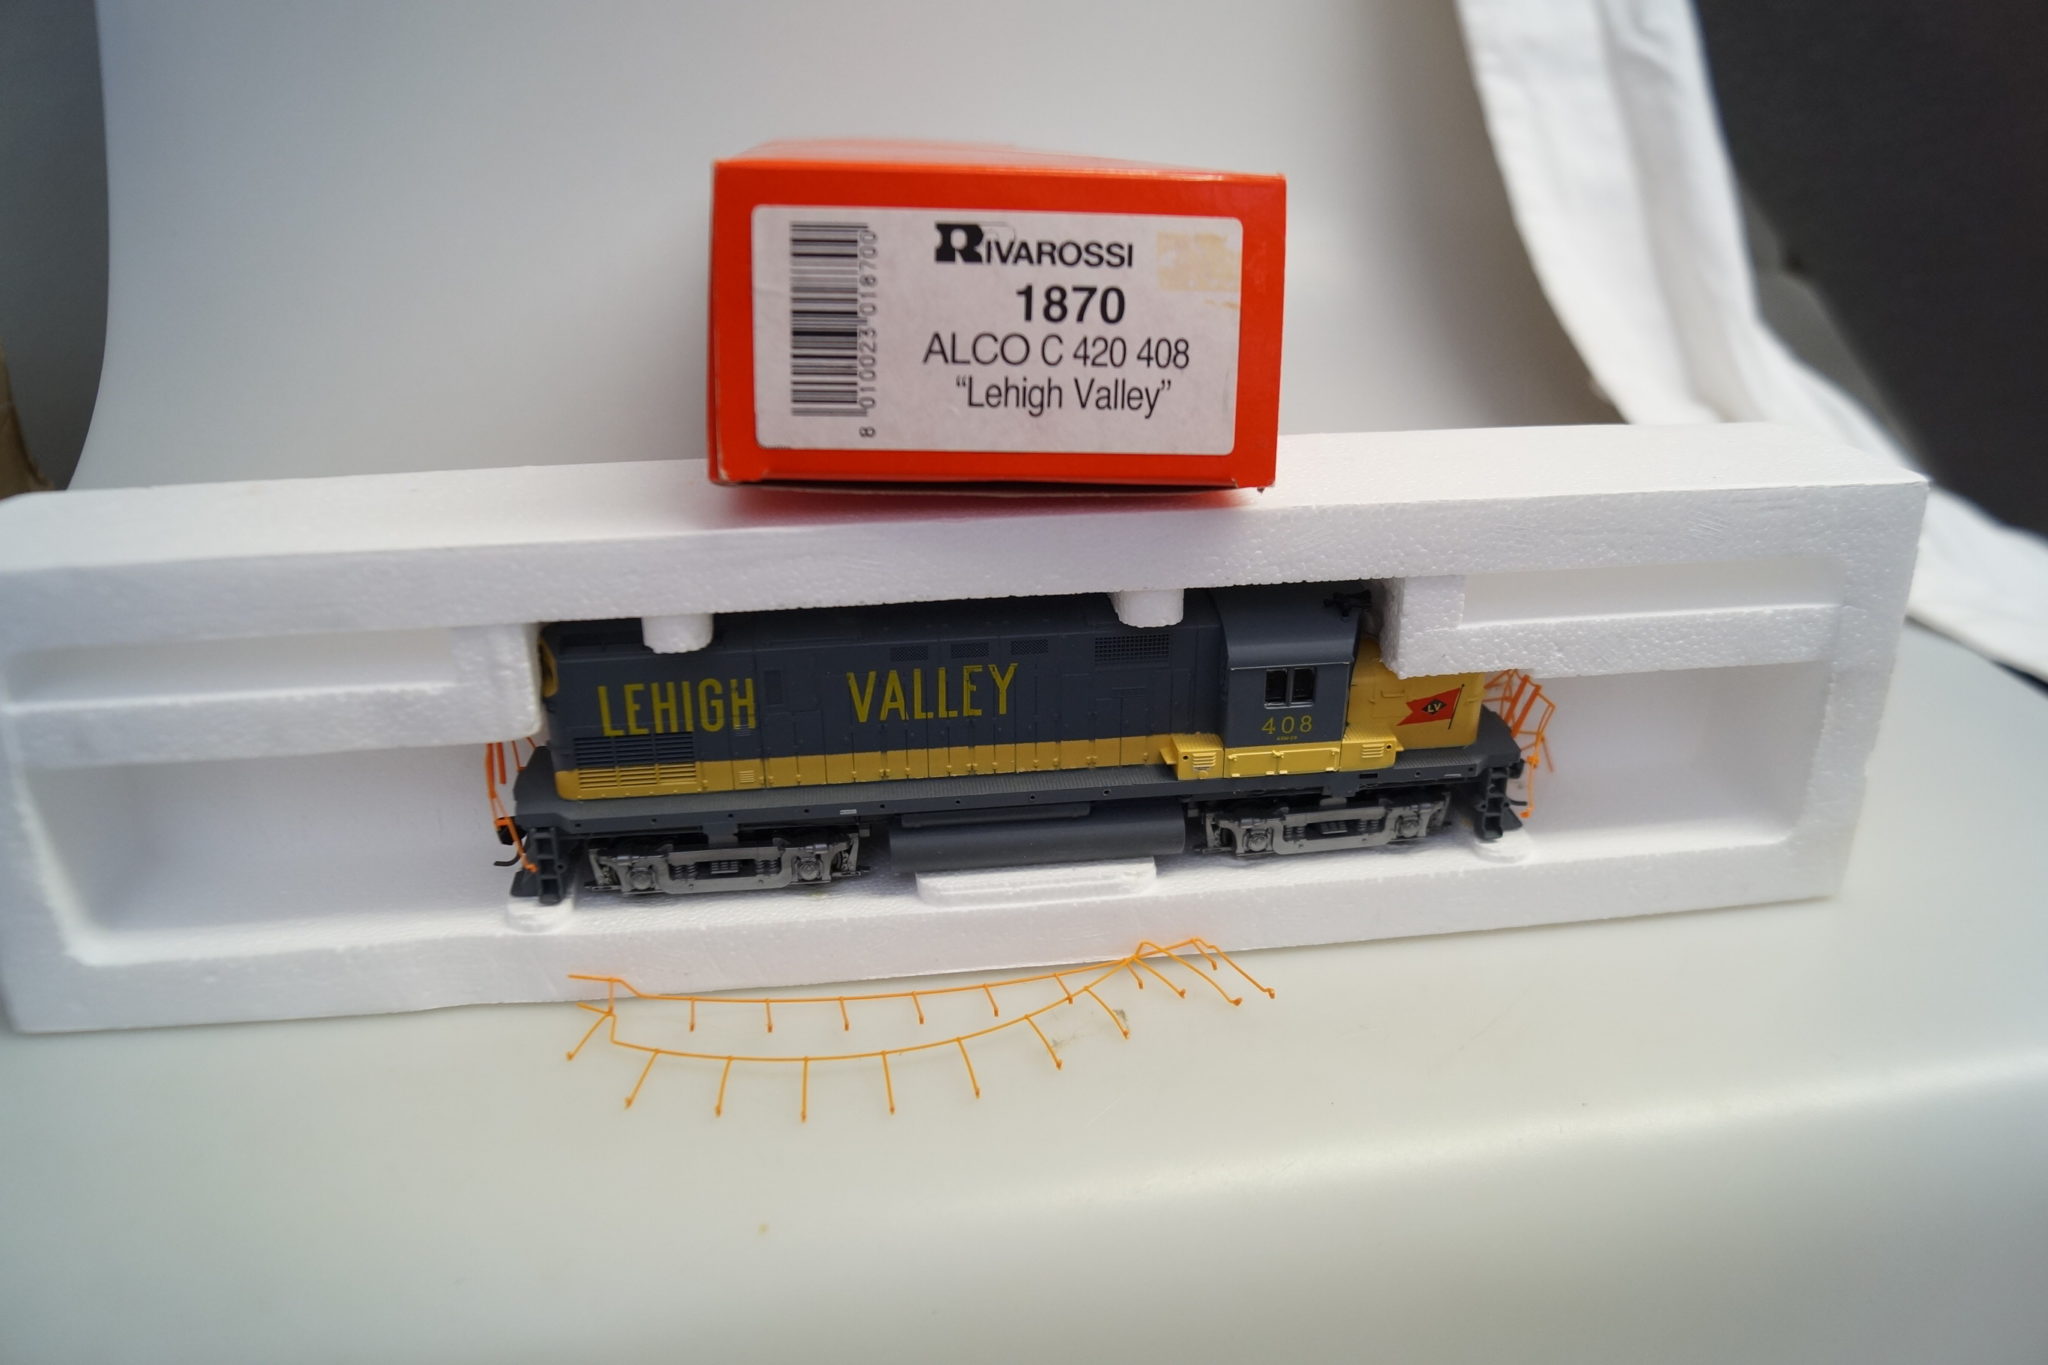 RIVAROSSI
1870
ALCO C 420 408
“Lehigh Valley”
8 010023 018700
LEHIGH VALLEY
408
LV